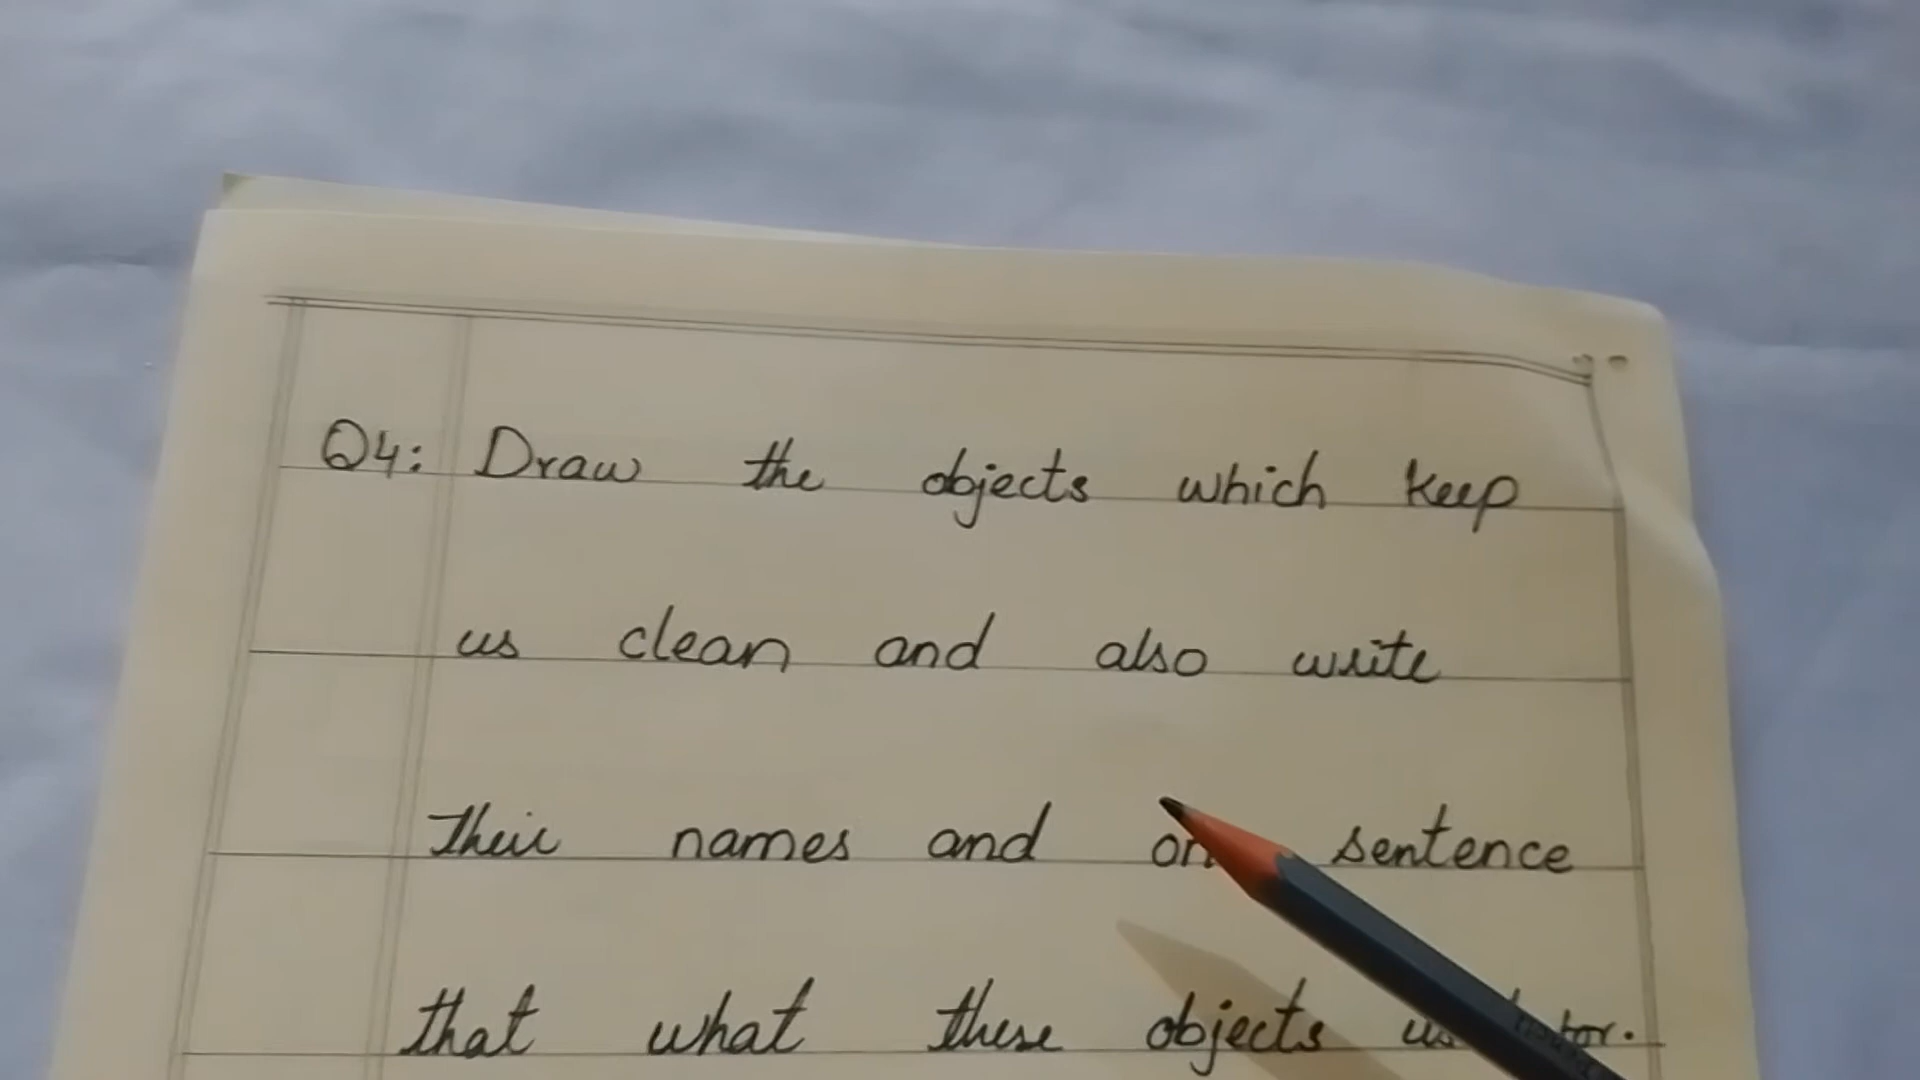 Q4: Draw the objects which keep
us clean and also write
their names and on sentence
that what these objects